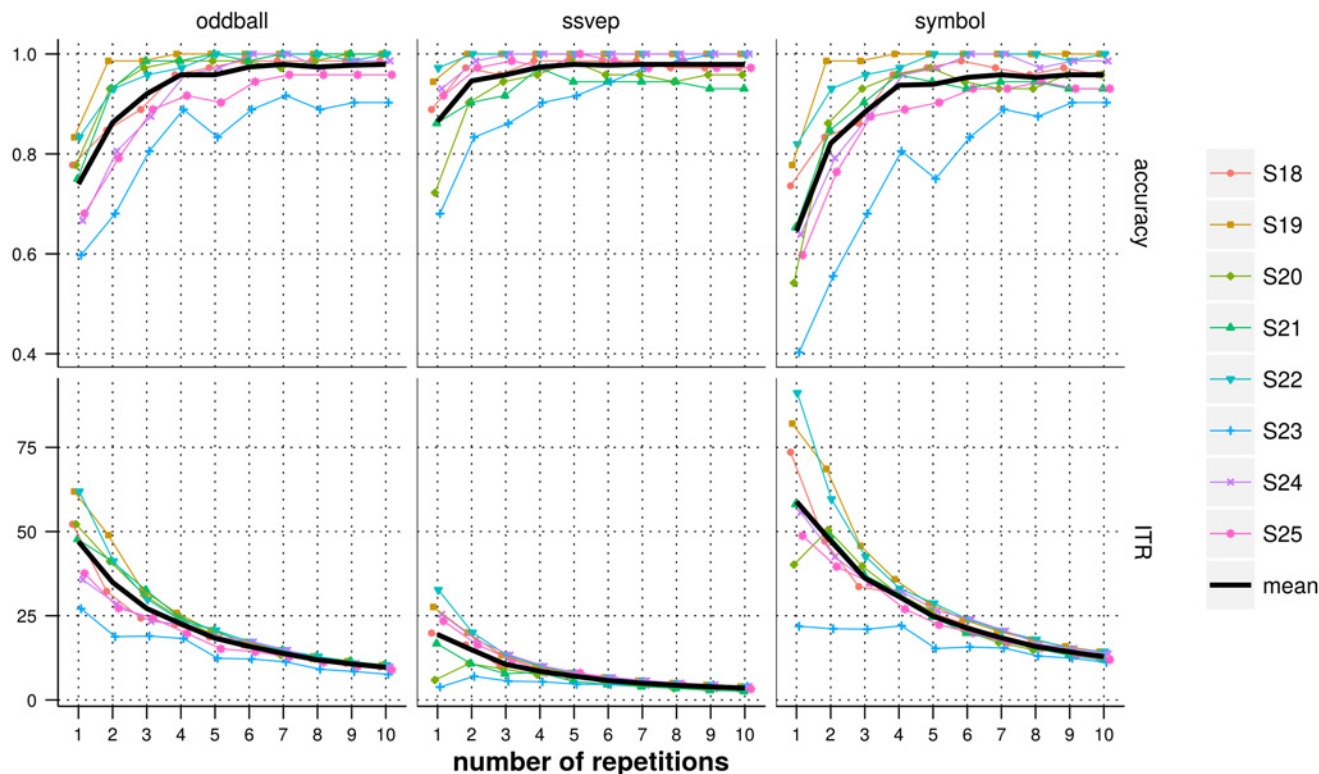 oddball ssvep symbol
1.0
0.8
0.6
0.4
accuracy
75
50
25
0
ITR
1 2 3 4 5 6 7 8 9 10 1 2 3 4 5 6 7 8 9 10 1 2 3 4 5 6 7 8 9 10
number of repetitions
S18
S19
S20
S21
S22
S23
S24
S25
mean